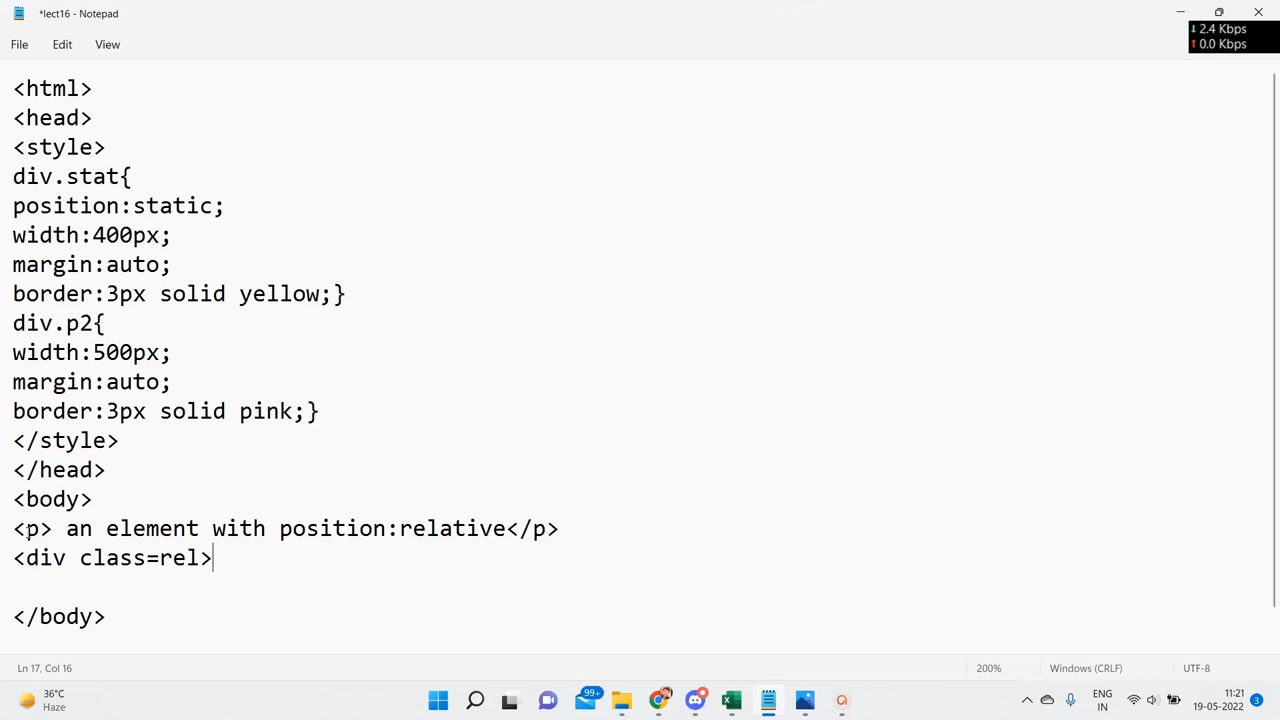 *lect16 - Notepad
↓ 2.4 Kbps
File Edit View
↑ 0.0 Kbps
<html>
<head>
<style>
div.stat{
position:static;
width:400px;
margin:auto;
border:3px solid yellow;}
div.p2{
width:500px;
margin:auto;
border:3px solid pink;}
</style>
</head>
<body>
<p> an element with position:relative</p>
<div class=rel>
</body>
Ln 17, Col 16 200% Windows (CRLF) UTF-8
36°C
Haze
99+
ENG
IN
11:21
19-05-2022
3